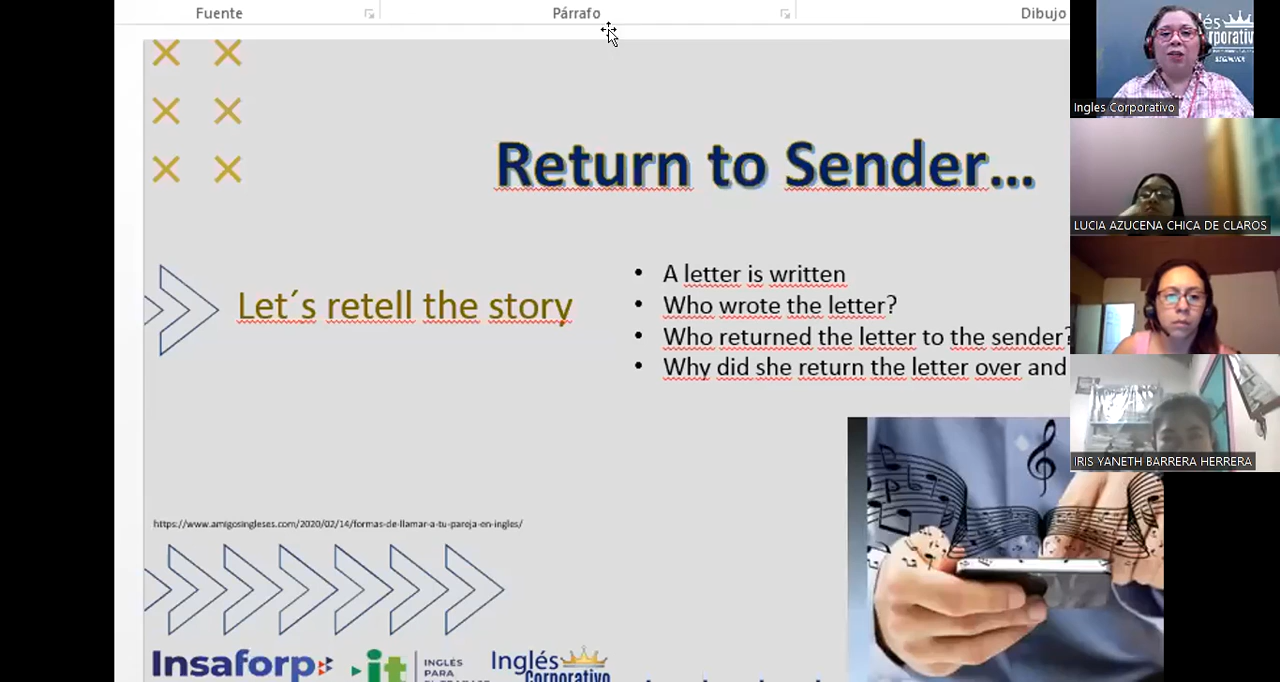 Fuente
Párrafo
Dibujo
Return to Sender...
Let´s retell the story
• A letter is written
• Who wrote the letter?
• Who returned the letter to the sender?
• Why did she return the letter over and
https://www.amigosingleses.com/2020/02/14/formas-de-llamar-a-tu-pareja-en-ingles/
Insaforp
it
INGLÉS
PARA
Inglés
Corporativo
Ingles Corporativo
LUCIA AZUCENA CHICA DE CLAROS
IRIS YANETH BARRERA HERRERA